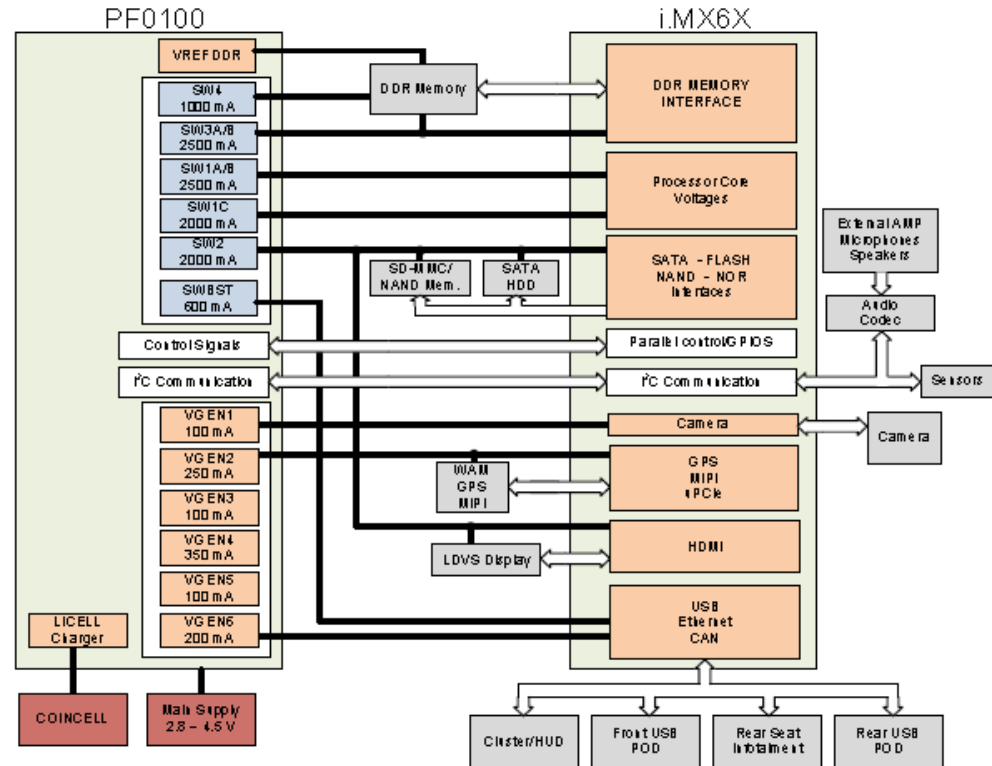 PF0100
i.MX6X
VREFDDR
SW4
1000 mA
SW3A/B
2500 mA
SW1A/B
2500 mA
SW1C
2000 mA
SW2
2000 mA
SWBST
600 mA
Control Signals
I²C Communication
VGEN1
100 mA
VGEN2
250 mA
VGEN3
100 mA
VGEN4
350 mA
VGEN5
100 mA
VGEN6
200 mA
LICELL
Charger
COINCELL
Main Supply
2.8 – 4.5 V
DDR Memory
SD-MMC/
NAND Mem.
SATA
HDD
WAM
GPS
MIPI
LDVS Display
DDR MEMORY
INTERFACE
Processor Core
Voltages
SATA - FLASH
NAND - NOR
Interfaces
Parallel control/GPIOS
I²C Communication
Camera
GPS
MIPI
uPCIe
HDMI
USB
Ethernet
CAN
External AMP
Microphones
Speakers
Audio
Codec
Sensors
Camera
Cluster/HUD
Front USB
POD
Rear Seat
Infotaiment
Rear USB
POD